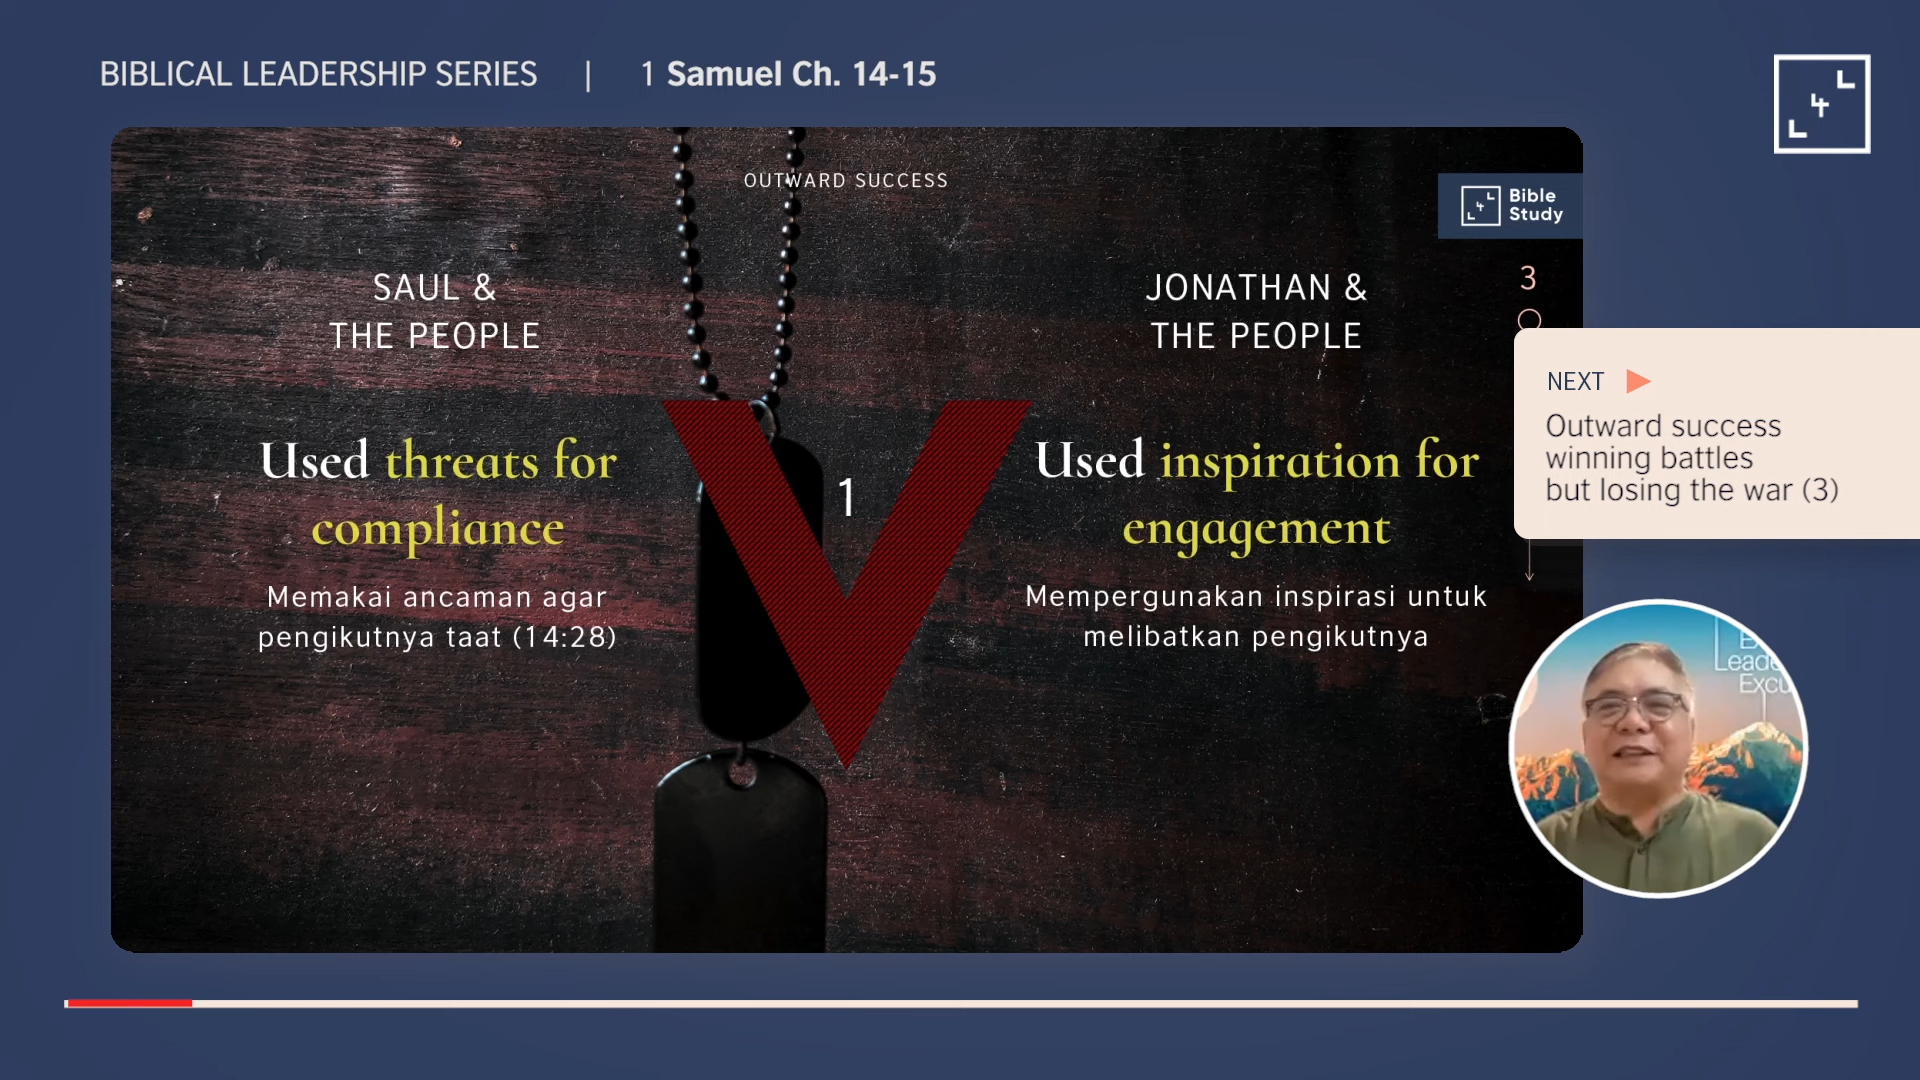 BIBLICAL LEADERSHIP SERIES | 1 Samuel Ch. 14-15
OUTWARD SUCCESS
Bible
Study
SAUL &
THE PEOPLE
Used threats for
compliance
Memakai ancaman agar
pengikutnya taat (14:28)
V
1
JONATHAN &
THE PEOPLE
Used inspiration for
engagement
Mempergunakan inspirasi untuk
melibatkan pengikutnya
3
NEXT
Outward success
winning battles
but losing the war (3)